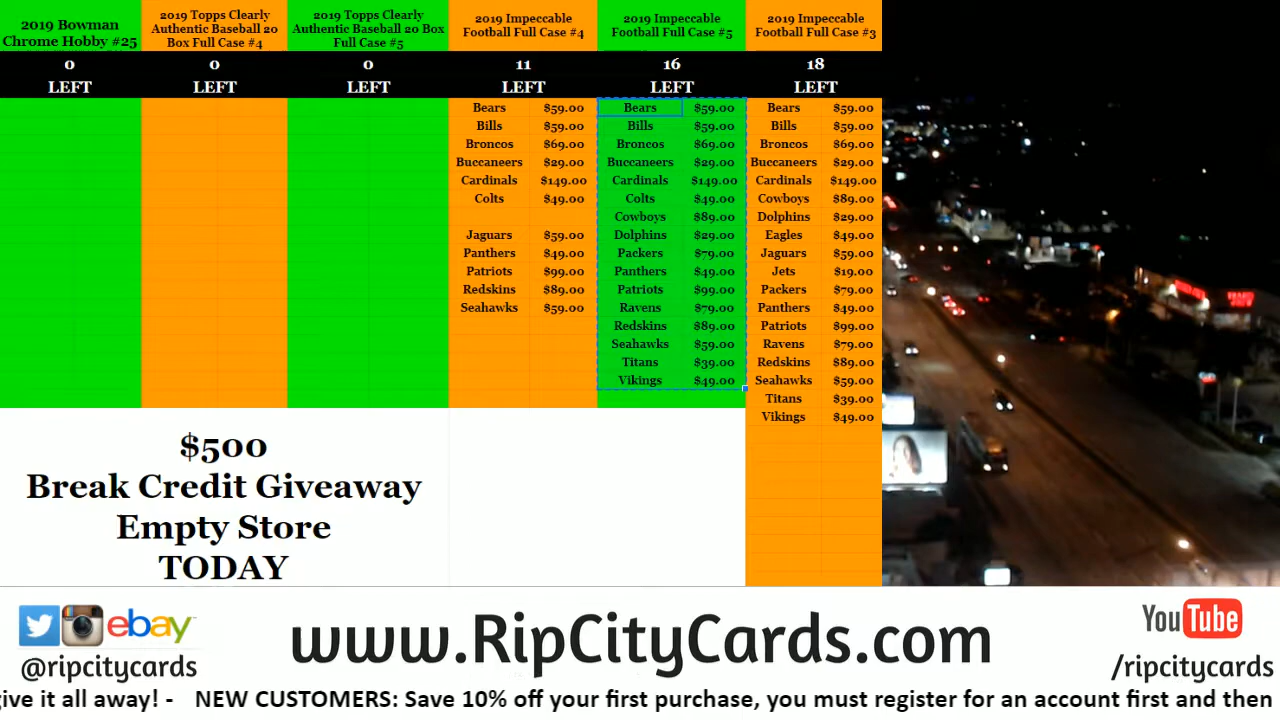 2019 Bowman
Chrome Hobby #25
0
LEFT
2019 Topps Clearly
Authentic Baseball 20
Box Full Case #4
0
LEFT
2019 Topps Clearly
Authentic Baseball 20 Box
Full Case #5
0
LEFT
2019 Impeccable
Football Full Case #4
11
LEFT
Bears $59.00
Bills $59.00
Broncos $69.00
Buccaneers $29.00
Cardinals $149.00
Colts $49.00
Jaguars $59.00
Panthers $49.00
Patriots $99.00
Redskins $89.00
Seahawks $59.00
2019 Impeccable
Football Full Case #5
16
LEFT
Bears $59.00
Bills $59.00
Broncos $69.00
Buccaneers $29.00
Cardinals $149.00
Colts $49.00
Cowboys $89.00
Dolphins $29.00
Packers $79.00
Panthers $49.00
Patriots $99.00
Ravens $79.00
Redskins $89.00
Seahawks $59.00
Titans $39.00
Vikings $49.00
2019 Impeccable
Football Full Case #3
18
LEFT
Bears $59.00
Bills $59.00
Broncos $69.00
Buccaneers $29.00
Cardinals $149.00
Cowboys $89.00
Dolphins $29.00
Eagles $49.00
Jaguars $59.00
Jets $19.00
Packers $79.00
Panthers $49.00
Patriots $99.00
Ravens $79.00
Redskins $89.00
Seahawks $59.00
Titans $39.00
Vikings $49.00
$500
Break Credit Giveaway
Empty Store
TODAY
ebay
@ripcitycards
www.RipCityCards.com
YouTube
/ripcitycards
give it all away! - NEW CUSTOMERS: Save 10% off your first purchase, you must register for an account first and then